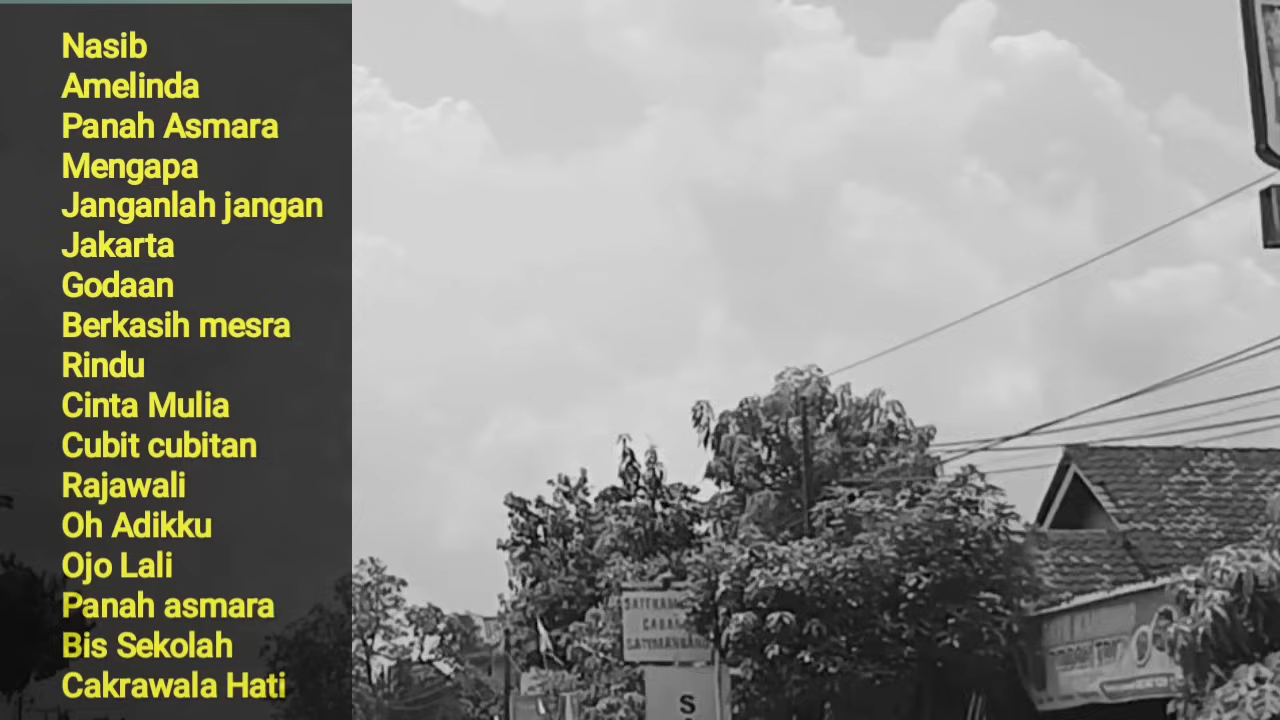 Nasib
Amelinda
Panah Asmara
Mengapa
Janganlah jangan
Jakarta
Godaan
Berkasih mesra
Rindu
Cinta Mulia
Cubit cubitan
Rajawali
Oh Adikku
Ojo Lali
Panah asmara
Bis Sekolah
Cakrawala Hati
S